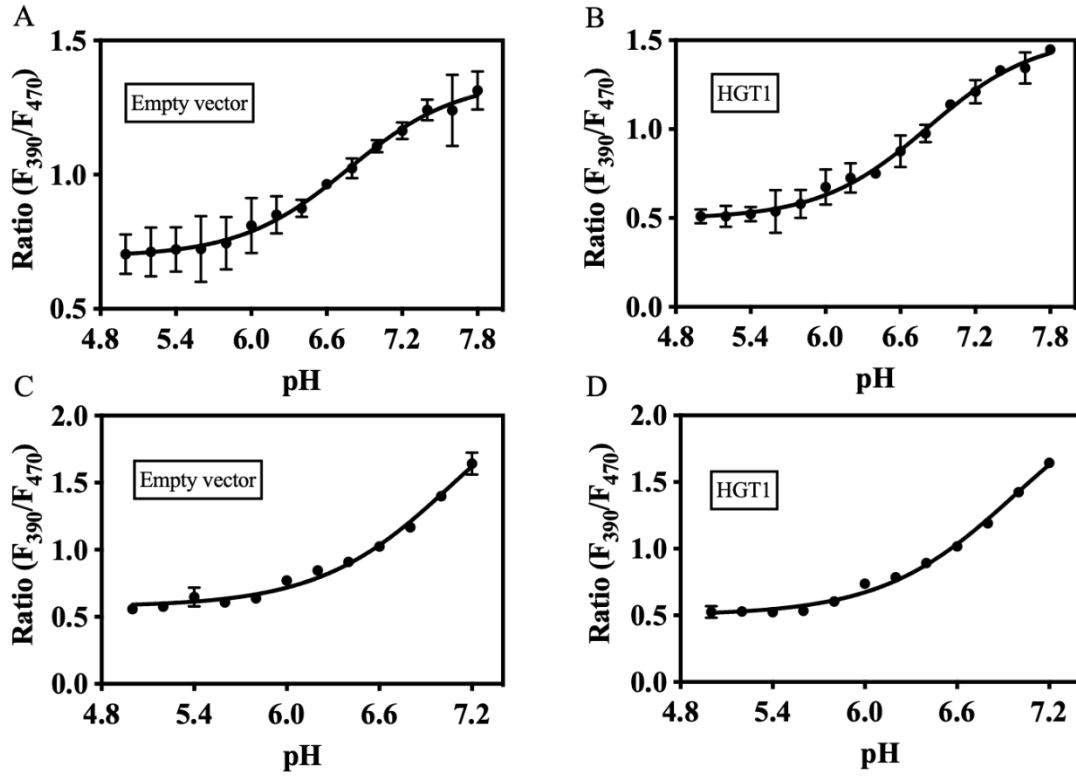 A
Ratio (F390/F470)
1.5
1.0
0.5
Empty vector
4.8 5.4 6.0 6.6 7.2 7.8
pH
B
Ratio (F390/F470)
1.5
1.0
0.5
0.0
HGT1
4.8 5.4 6.0 6.6 7.2 7.8
pH
C
Ratio (F390/F470)
2.0
1.5
1.0
0.5
0.0
Empty vector
4.8 5.4 6.0 6.6 7.2
pH
D
Ratio (F390/F470)
2.0
1.5
1.0
0.5
0.0
HGT1
4.8 5.4 6.0 6.6 7.2
pH